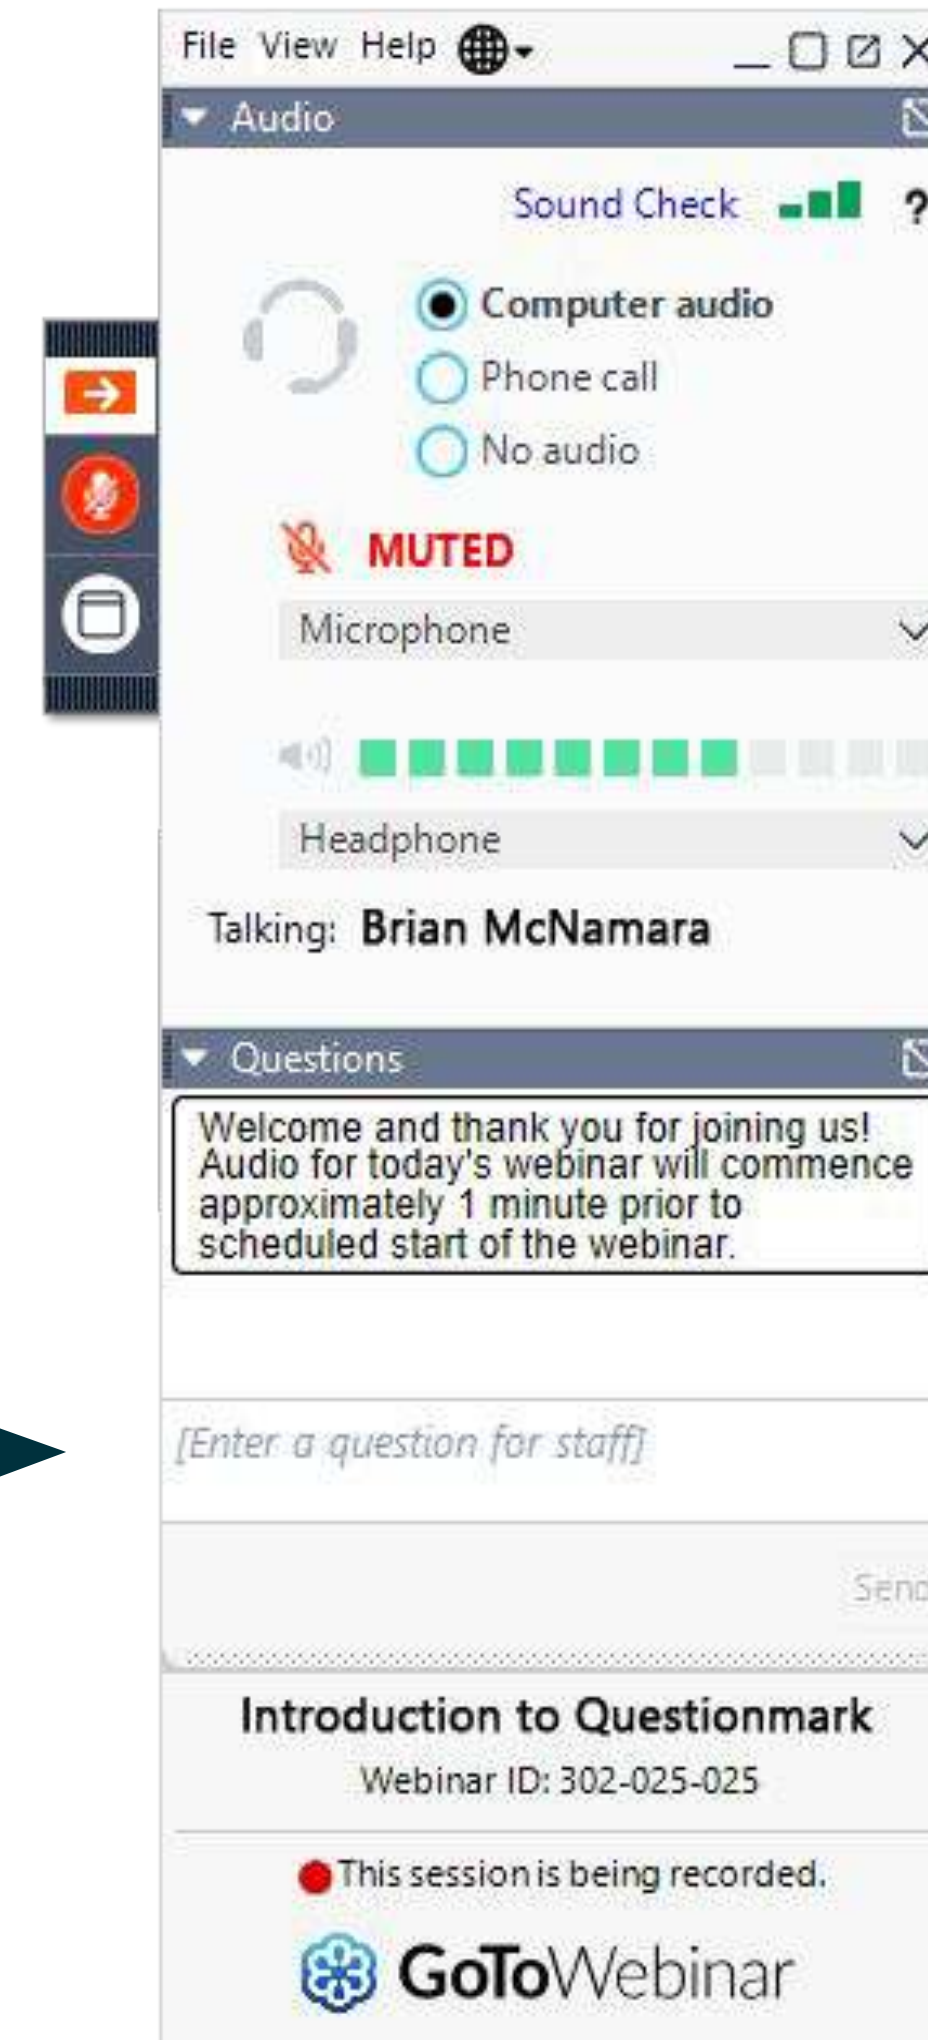 File View Help
Audio
Sound Check ?
Computer audio
Phone call
No audio
MUTED
Microphone
Headphone
Talking: Brian McNamara
Questions
Welcome and thank you for joining us!
Audio for today's webinar will commence
approximately 1 minute prior to
scheduled start of the webinar.
[Enter a question for staff]
Send
Introduction to Questionmark
Webinar ID: 302-025-025
This session is being recorded.
GoToWebinar